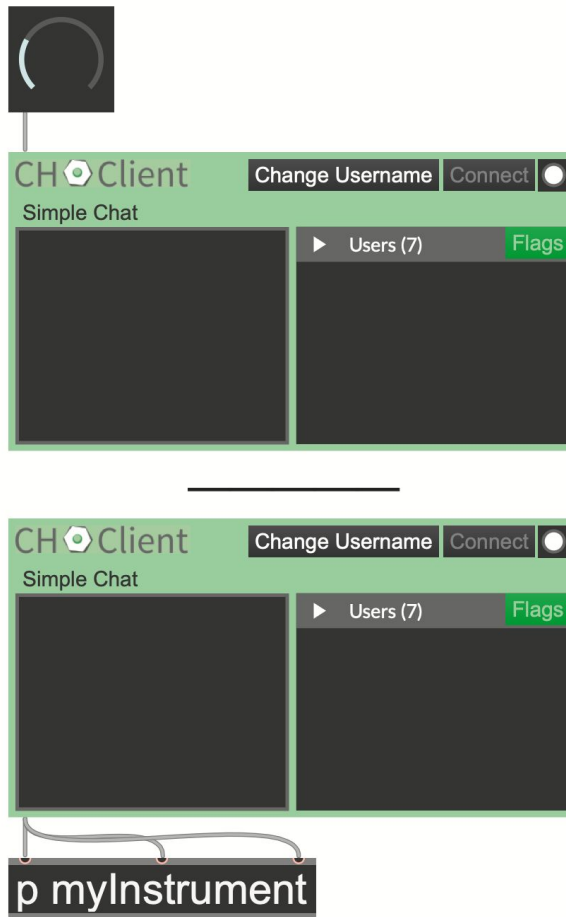 CH Client
Change Username
Connect
Simple Chat
Users (7)
Flags
CH Client
Change Username
Connect
Simple Chat
Users (7)
Flags
p myInstrument